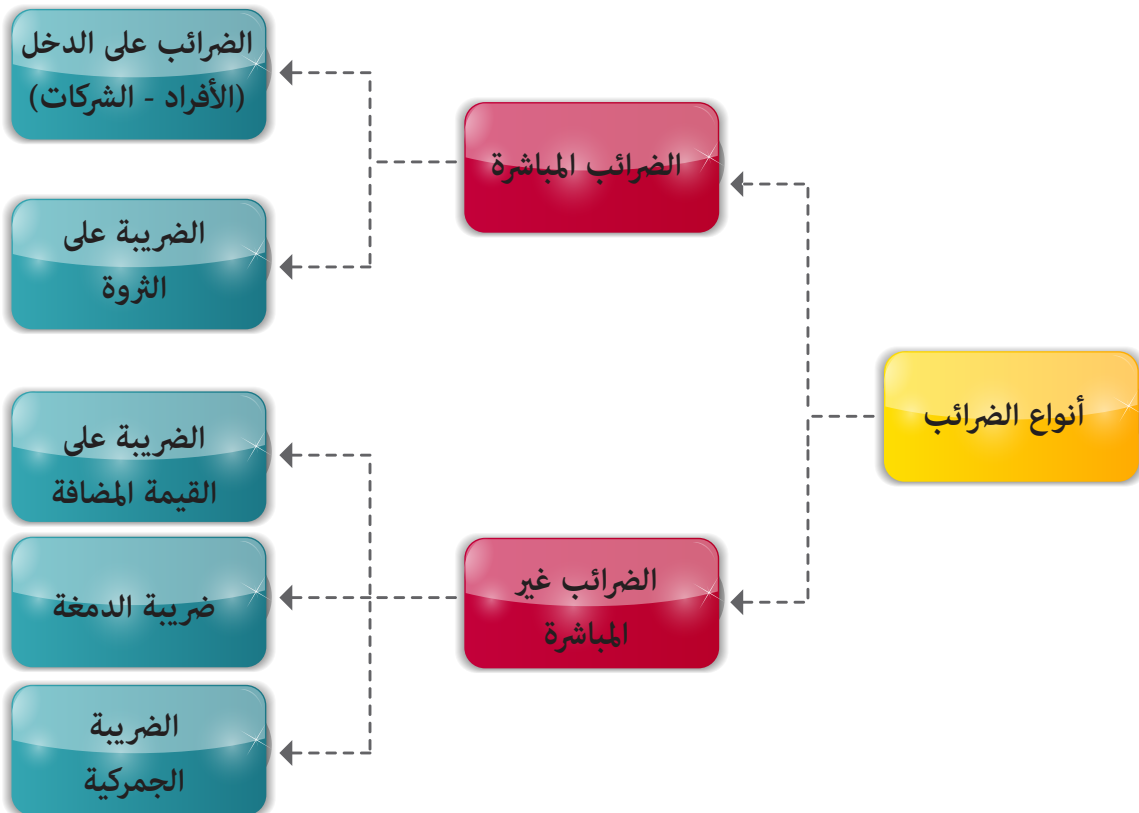 أنواع الضرائب
الضرائب المباشرة
الضرائب على الدخل
(الأفراد - الشركات)
الضريبة على
الثروة
الضرائب غير
المباشرة
الضريبة على
القيمة المضافة
ضريبة الدمغة
الضريبة
الجمركية